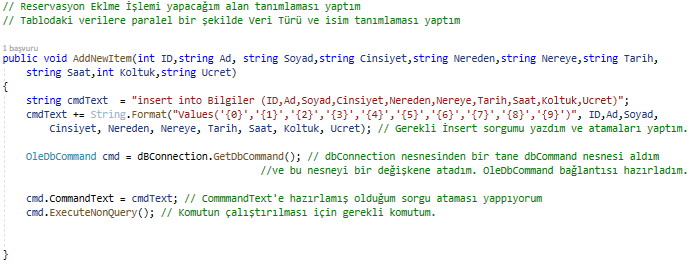 // Reservasyon Eklme İşlemi yapacağım alan tanımlaması yaptım
// Tablodaki verilere paralel bir şekilde Veri Türü ve isim tanımlaması yaptım
1 başvuru
public void AddNewItem(int ID,string Ad, string Soyad,string Cinsiyet,string Nereden,string Nereye,string Tarih,
string Saat,int Koltuk,string Ucret)
{
string cmdText  = "insert into Bilgiler (ID,Ad,Soyad,Cinsiyet,Nereden,Nereye,Tarih,Saat,Koltuk,Ucret)";
cmdText += String.Format("Values('{0}','{1}','{2}','{3}','{4}','{5}','{6}','{7}','{8}','{9}')", ID,Ad,Soyad,
Cinsiyet, Nereden, Nereye, Tarih, Saat, Koltuk, Ucret); // Gerekli İnsert sorgumu yazdım ve atamaları yaptım.
OleDbCommand cmd = dBConnection.GetDbCommand(); // dbConnection nesnesinden bir tane dbCommand nesnesi aldım
//ve bu nesneyi bir değişkene atadım. OleDbCommand bağlantısı hazırladım.
cmd.CommandText = cmdText; // CommmandText'e hazırlamış olduğum sorgu ataması yappıyorum
cmd.ExecuteNonQuery(); // Komutun çalıştırılması için gerekli komutum.
}